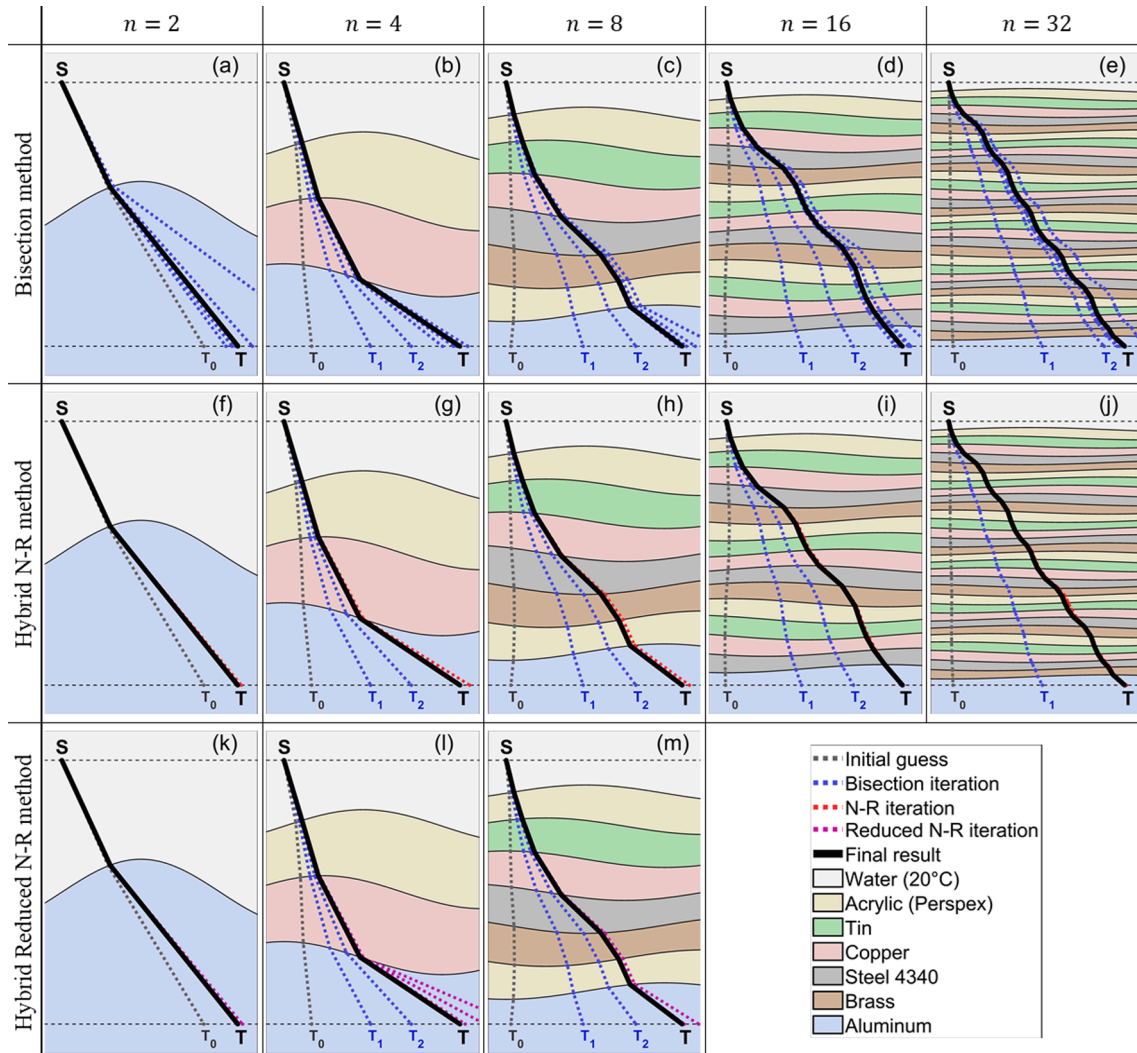 n = 2 n = 4 n = 8 n = 16 n = 32
Bisection method
S (a) S (b) S (c) S (d) S (e)
T0 T T0 T1 T2 T T0 T1 T2 T T0 T1 T2 T T0 T1 T2 T
Hybrid N-R method
S (f) S (g) S (h) S (i) S (j)
T0 T T0 T1 T2 T T0 T1 T2 T T0 T1 T2 T T0 T1 T
Hybrid Reduced N-R method
S (k) S (l) S (m)
T0 T T0 T1 T2 T T0 T1 T2 T
Initial guess
Bisection iteration
N-R iteration
Reduced N-R iteration
Final result
Water (20°C)
Acrylic (Perspex)
Tin
Copper
Steel 4340
Brass
Aluminum